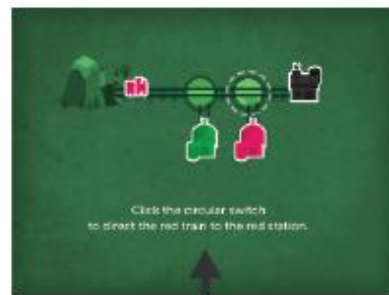 Click the circular switch
to direct the red train to the red station.